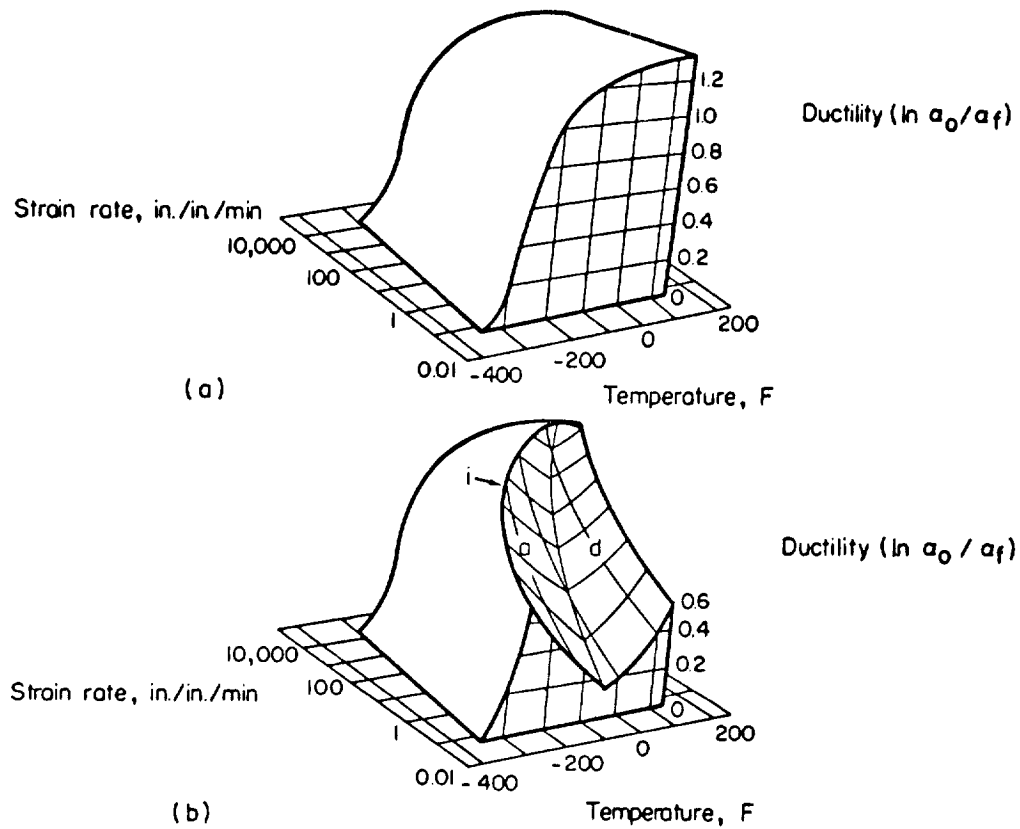 1.2
1.0
0.8
0.6
0.4
0.2
0
Ductility (ln a₀/a_f)
Strain rate, in./in/min
10,000
100
1
0.01
-400
-200
0
200
Temperature, F
(a)
i
a
d
Ductility (ln a₀ / a_f)
0.6
0.4
0.2
0
10,000
Strain rate, in./in./min
100
1
0.01
-400
-200
0
200
Temperature, F
(b)